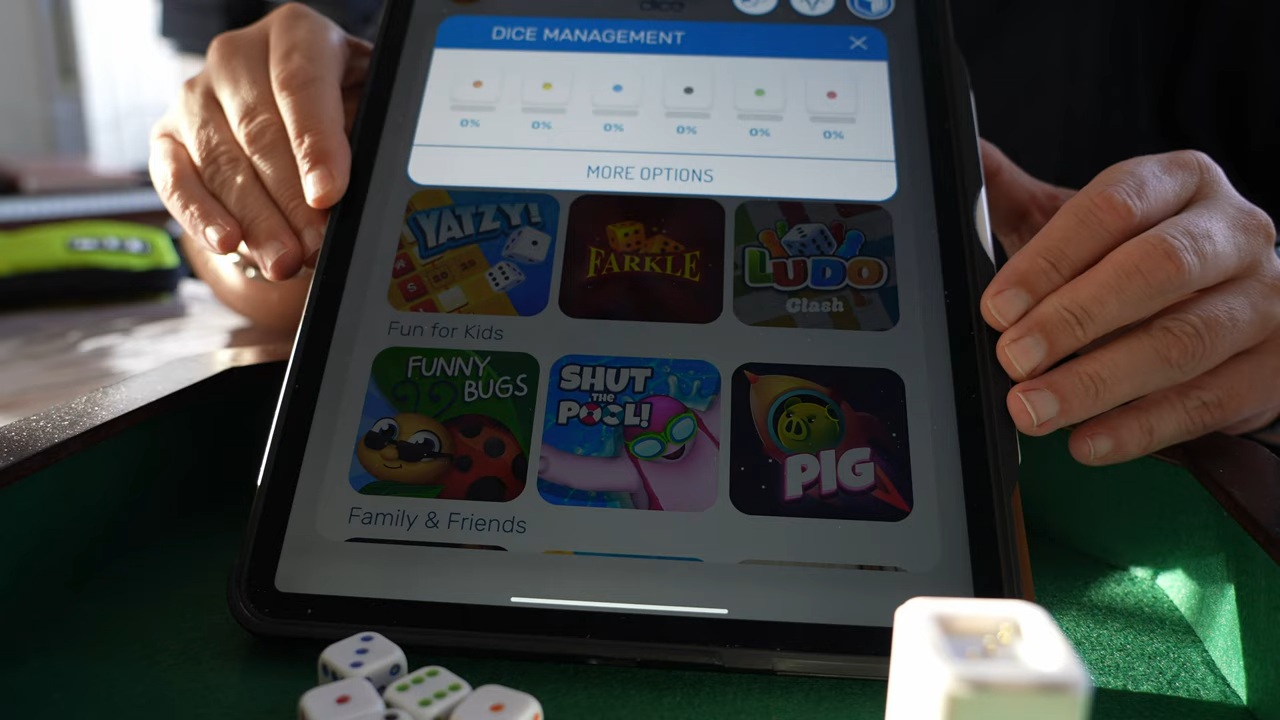 DICE MANAGEMENT
0% 0% 0% 0% 0% 0%
MORE OPTIONS
YATZY!
FARKLE
LUDO
Clash
Fun for Kids
FUNNY
BUGS
SHUT
THE
POOL!
PIG
Family & Friends